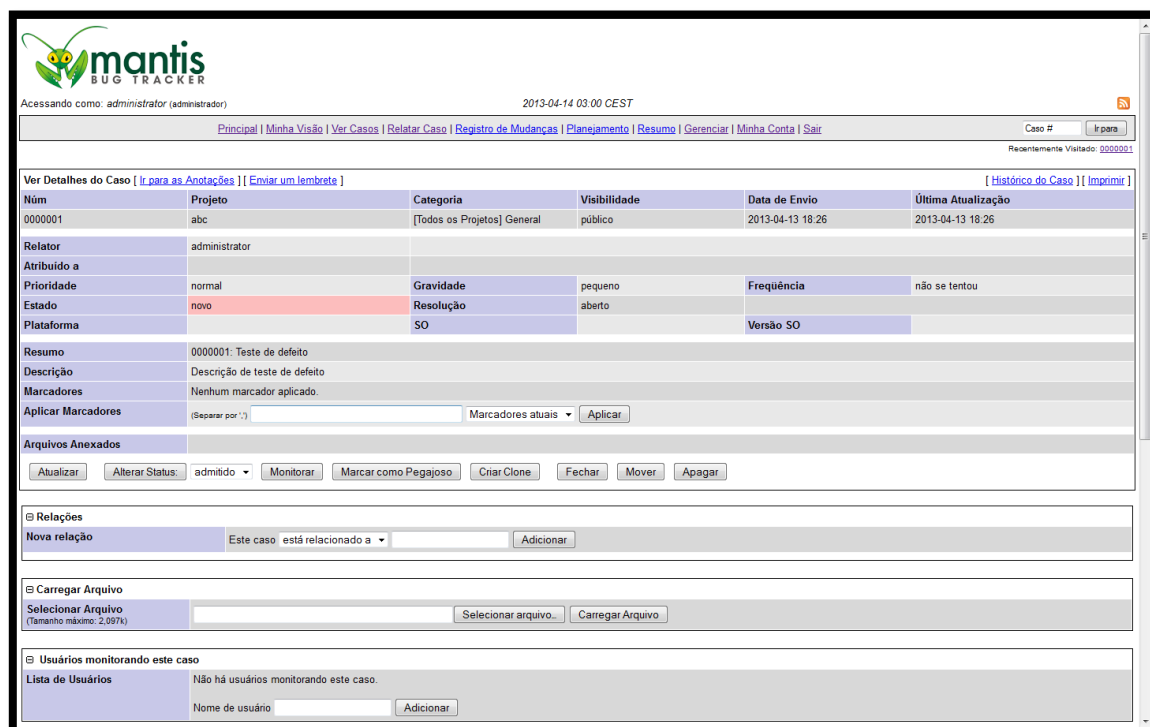 mantis
BUG TRACKER
Acessando como: administrator (administrador) 2013-04-14 03:00 CEST
Principal | Minha Visão | Ver Casos | Relatar Caso | Registro de Mudanças | Planejamento | Resumo | Gerenciar | Minha Conta | Sair Caso # Ir para
Recentemente Visitado: 0000001
Ver Detalhes do Caso [ Ir para as Anotações ] [ Enviar um lembrete ] [ Histórico do Caso ] [ Imprimir ]
Núm Projeto Categoria Visibilidade Data de Envio Última Atualização
0000001 abc [Todos os Projetos] General público 2013-04-13 18:26 2013-04-13 18:26
Relator administrator
Atribuído a
Prioridade normal Gravidade pequeno Freqüência não se tentou
Estado novo Resolução aberto
Plataforma SO Versão SO
Resumo 0000001: Teste de defeito
Descrição Descrição de teste de defeito
Marcadores Nenhum marcador aplicado.
Aplicar Marcadores (Separar por ',') Marcadores atuais Aplicar
Arquivos Anexados
Atualizar Alterar Status: admitido Monitorar Marcar como Pegajoso Criar Clone Fechar Mover Apagar
Relações
Nova relação Este caso está relacionado a Adicionar
Carregar Arquivo
Selecionar Arquivo Selecionar arquivo... Carregar Arquivo
(Tamanho máximo: 2,097k)
Usuários monitorando este caso
Lista de Usuários Não há usuários monitorando este caso.
Nome de usuário Adicionar